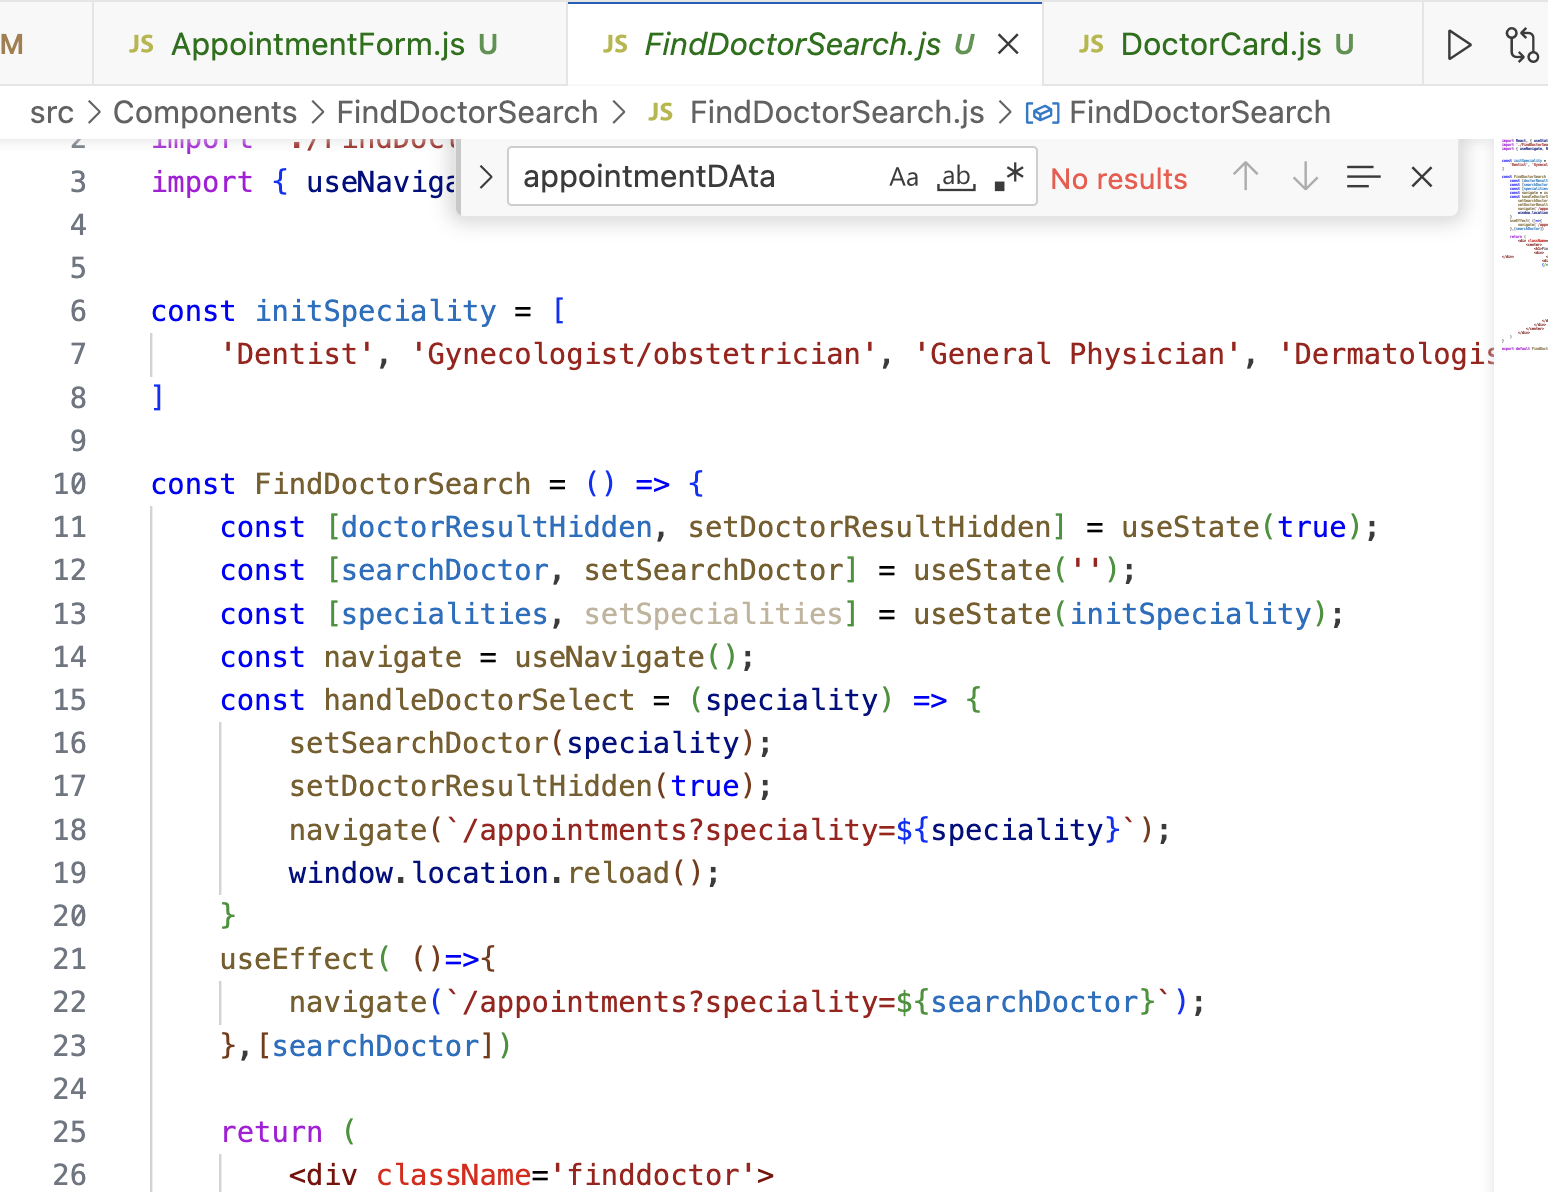 M
JS AppointmentForm.js U
JS FindDoctorSearch.js U
JS DoctorCard.js U
src > Components > FindDoctorSearch > JS FindDoctorSearch.js > FindDoctorSearch
appointmentDAta Aa ab .* No results
2 import
3 import { useNaviga
4
5
6 const initSpeciality = [
7 'Dentist', 'Gynecologist/obstetrician', 'General Physician', 'Dermatologis
8 ]
9
10 const FindDoctorSearch = () => {
11 const [doctorResultHidden, setDoctorResultHidden] = useState(true);
12 const [searchDoctor, setSearchDoctor] = useState('');
13 const [specialities, setSpecialities] = useState(initSpeciality);
14 const navigate = useNavigate();
15 const handleDoctorSelect = (speciality) => {
16 setSearchDoctor(speciality);
17 setDoctorResultHidden(true);
18 navigate(`/appointments?speciality=${speciality}`);
19 window.location.reload();
20 }
21 useEffect( ()=>{
22 navigate(`/appointments?speciality=${searchDoctor}`);
23 },[searchDoctor])
24
25 return (
26 <div className='finddoctor'>